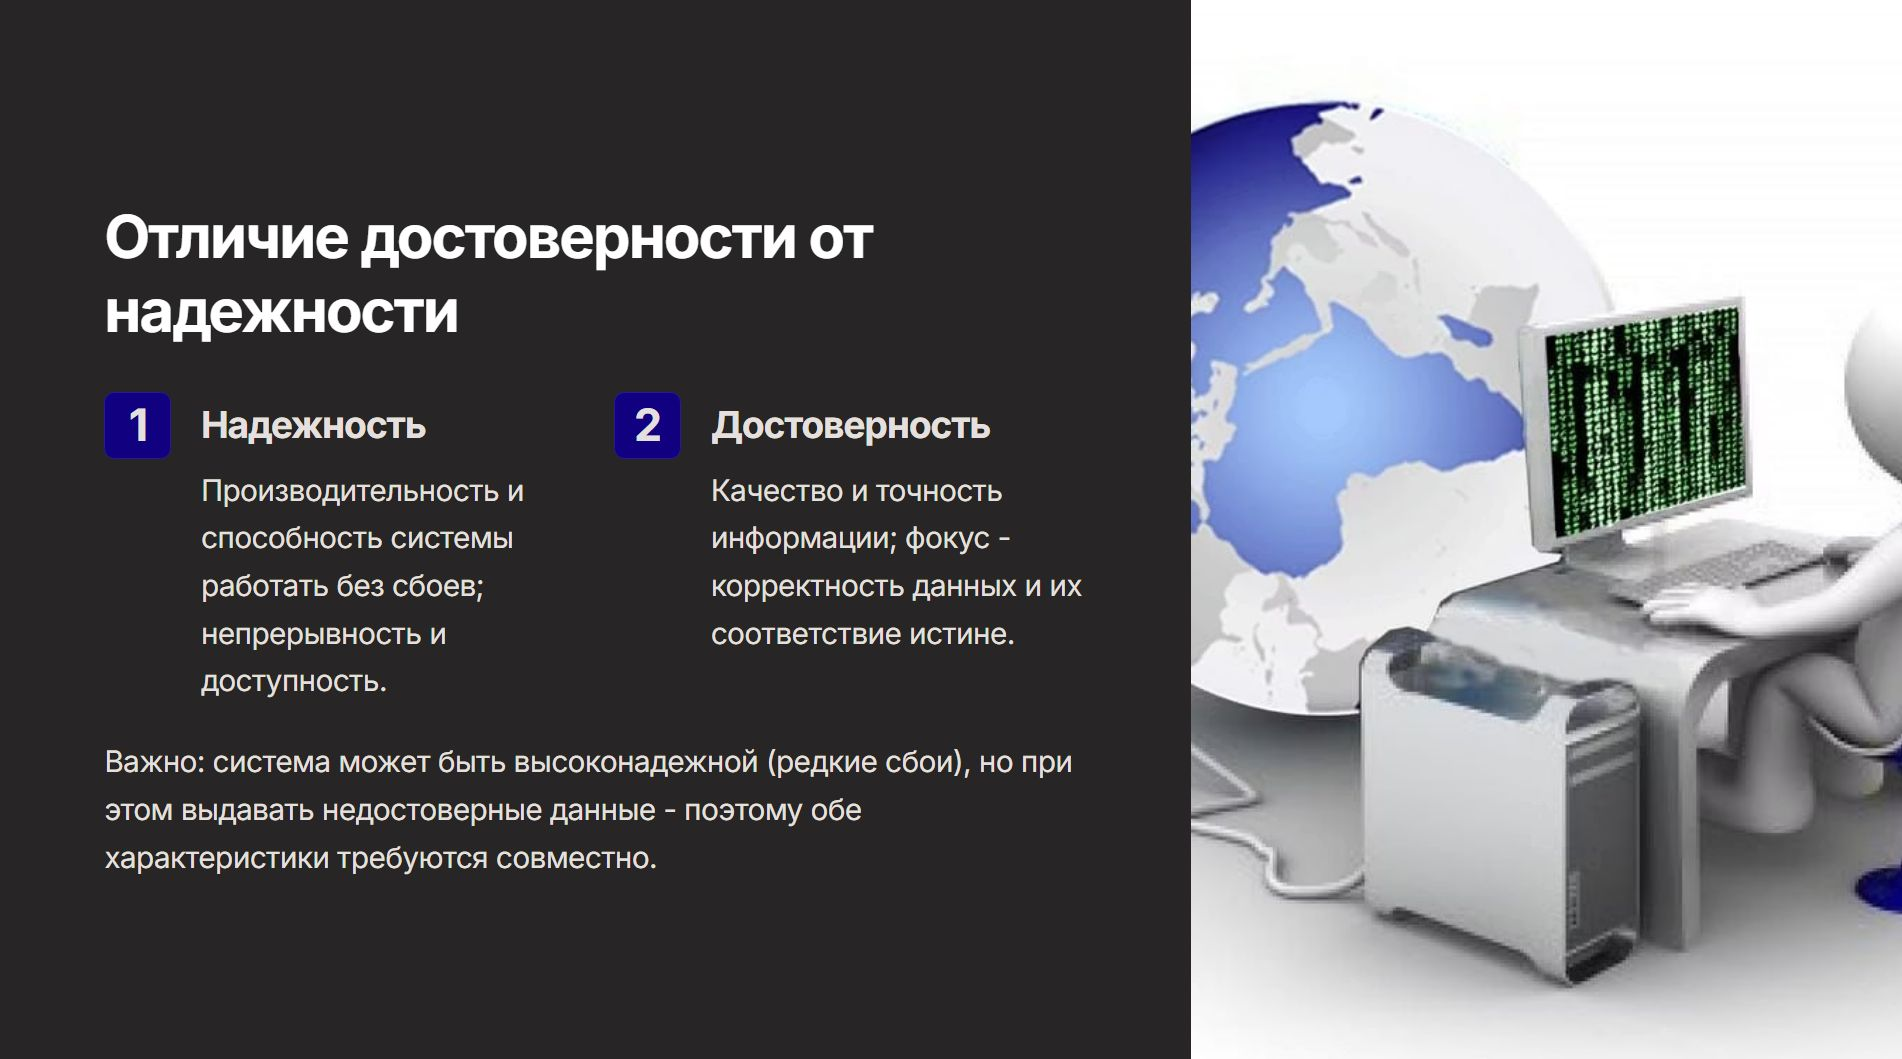 Отличие достоверности от
надежности
1
Надежность
Производительность и
способность системы
работать без сбоев;
непрерывность и
доступность.
2
Достоверность
Качество и точность
информации; фокус -
корректность данных и их
соответствие истине.
Важно: система может быть высоконадежной (редкие сбои), но при
этом выдавать недостоверные данные - поэтому обе
характеристики требуются совместно.